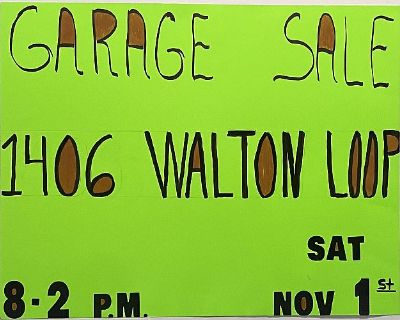 GARAGE SALE
1406 WALTON LOOP
SAT
8-2 P.M. NOV 1st